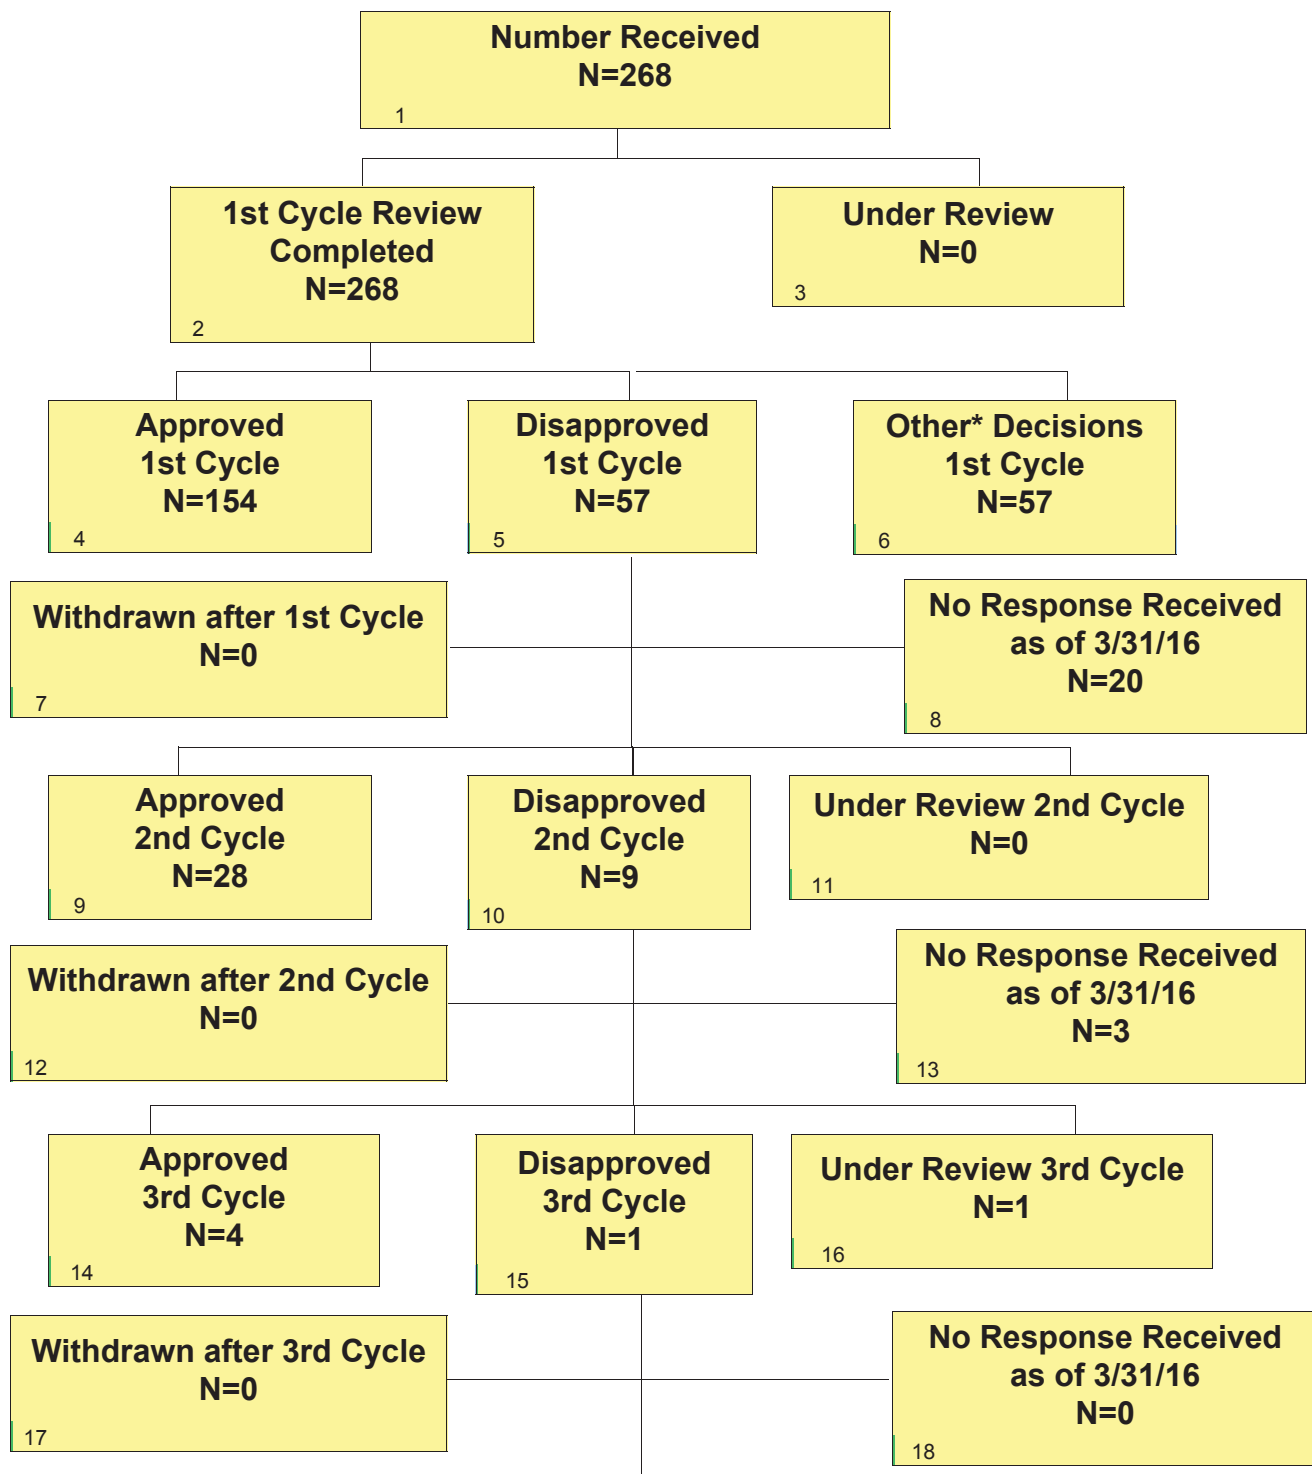 Number Received
N=268
1
1st Cycle Review
Completed
N=268
2
Under Review
N=0
3
Approved
1st Cycle
N=154
4
Disapproved
1st Cycle
N=57
5
Other* Decisions
1st Cycle
N=57
6
Withdrawn after 1st Cycle
N=0
7
No Response Received
as of 3/31/16
N=20
8
Approved
2nd Cycle
N=28
9
Disapproved
2nd Cycle
N=9
10
Under Review 2nd Cycle
N=0
11
Withdrawn after 2nd Cycle
N=0
12
No Response Received
as of 3/31/16
N=3
13
Approved
3rd Cycle
N=4
14
Disapproved
3rd Cycle
N=1
15
Under Review 3rd Cycle
N=1
16
Withdrawn after 3rd Cycle
N=0
17
No Response Received
as of 3/31/16
N=0
18